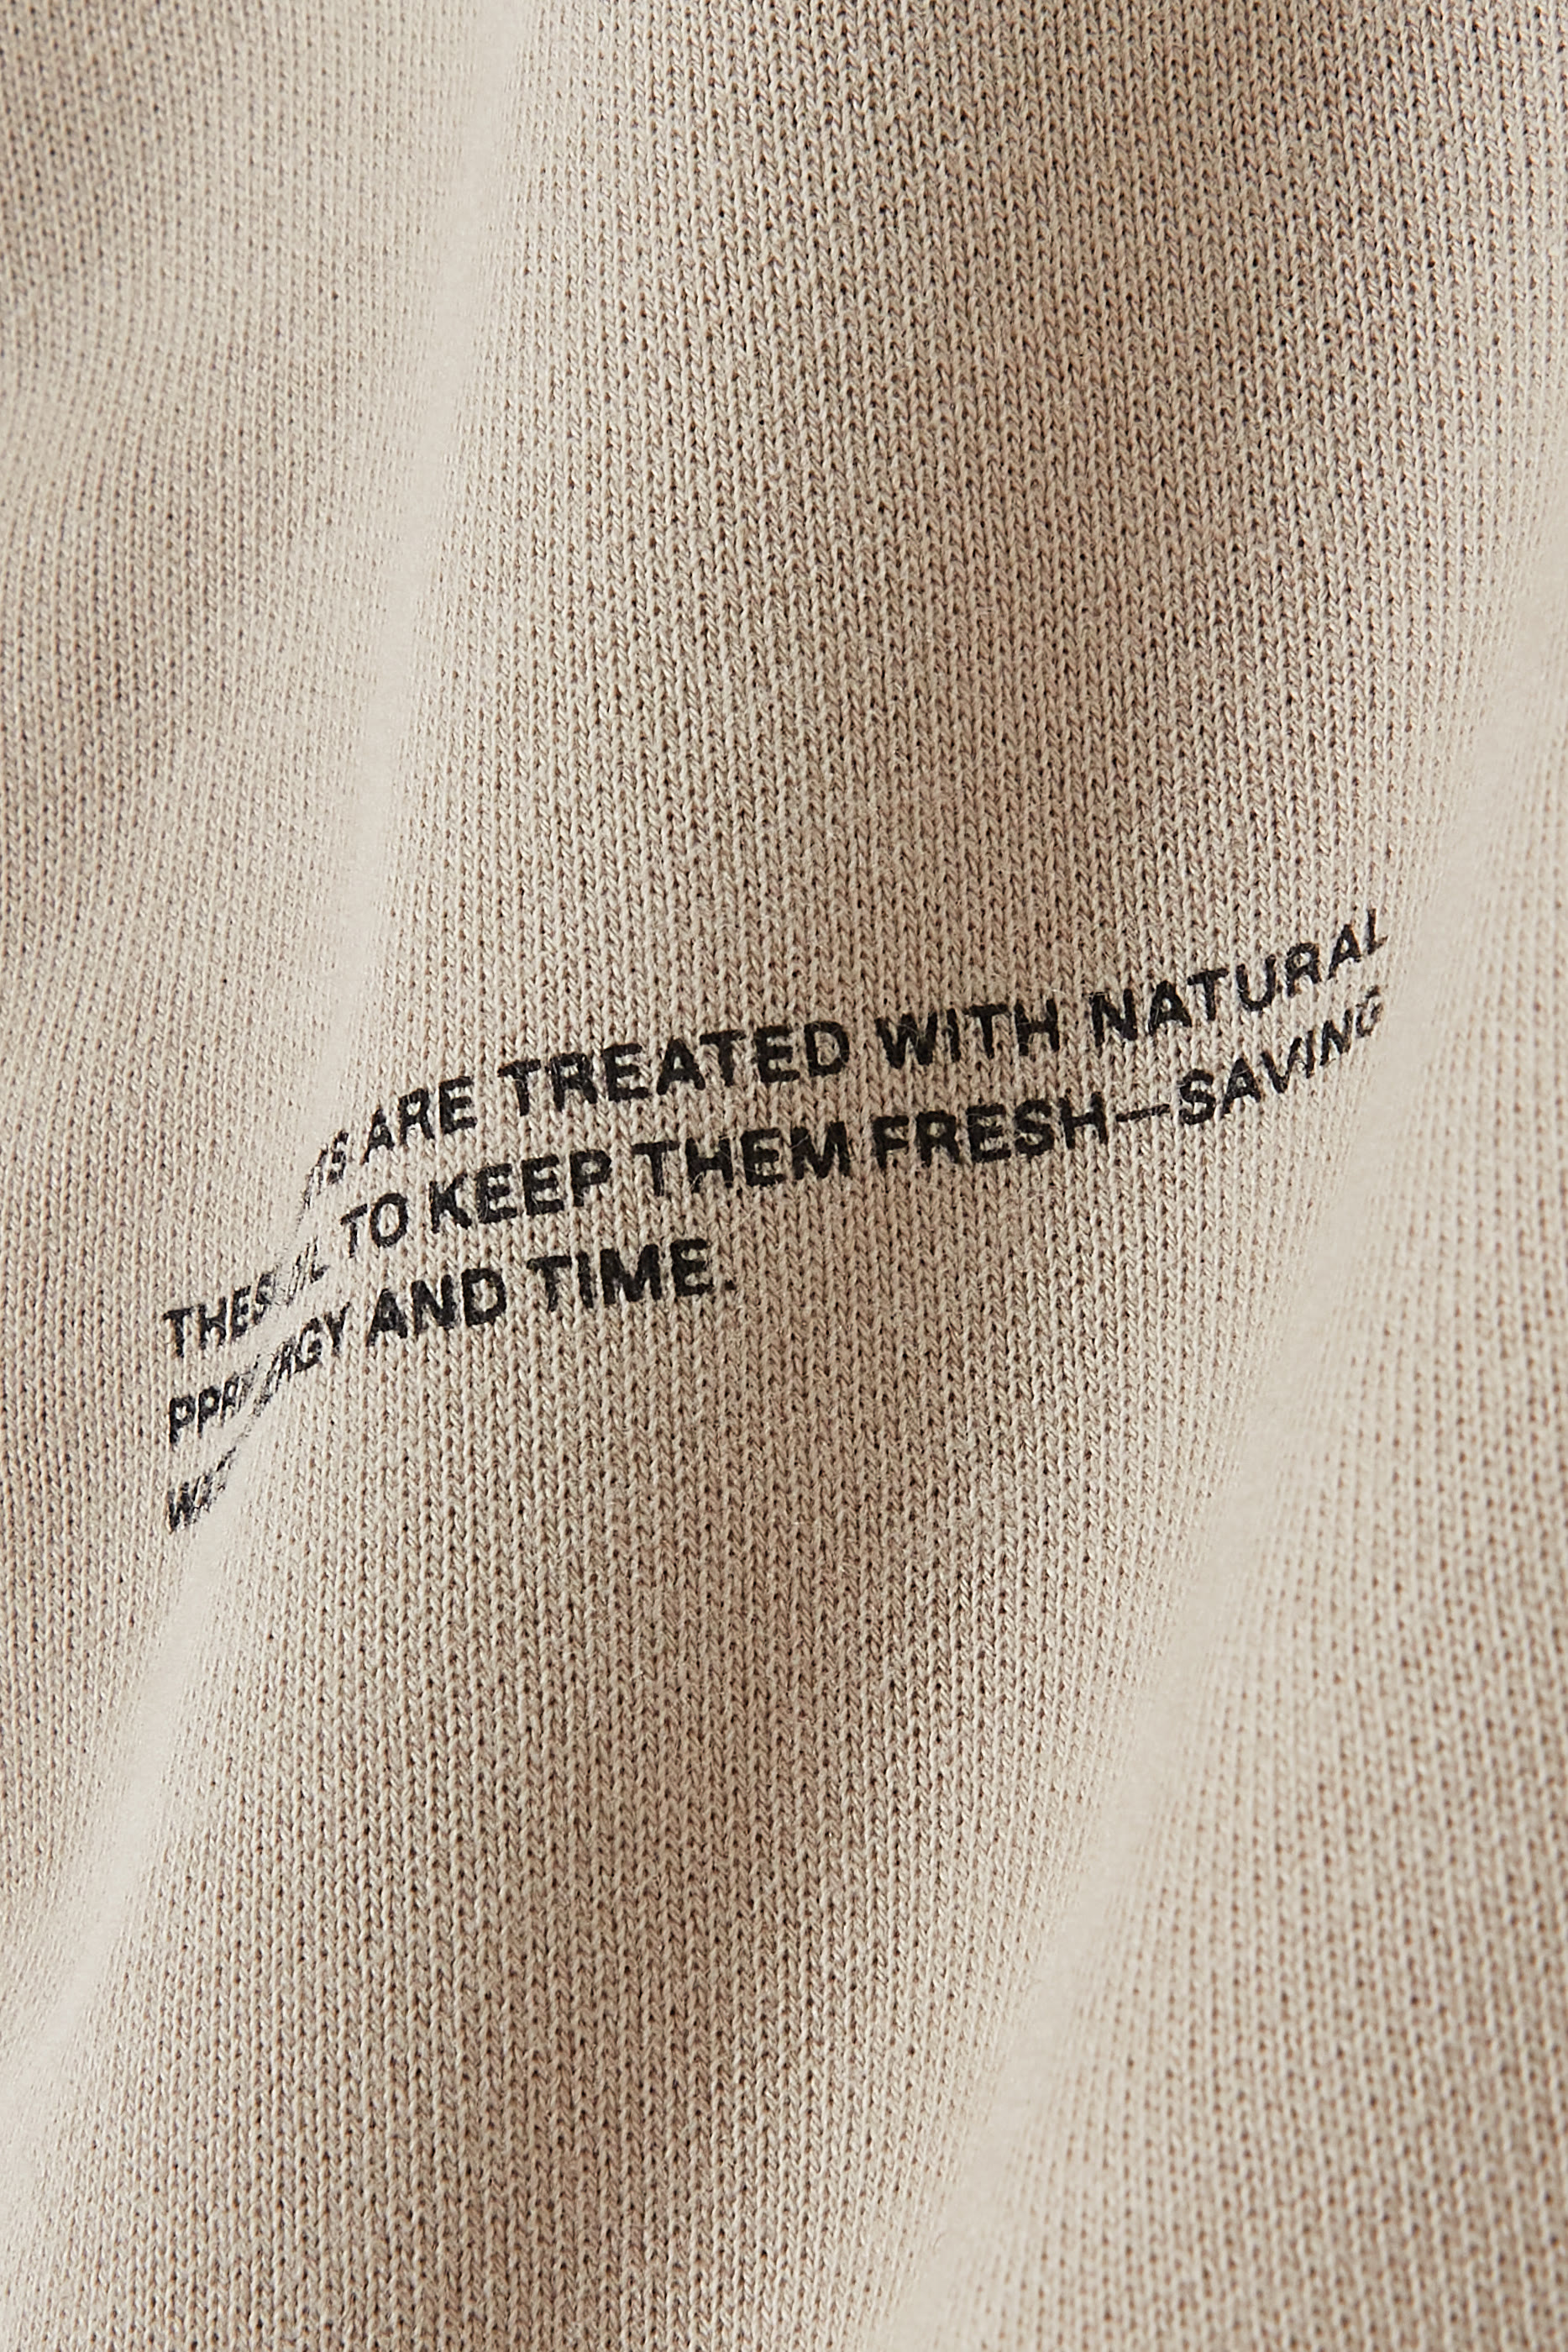 ARE TREATED WITH NATURAL
TO KEEP THEM FRESH—SAVING
AND TIME.